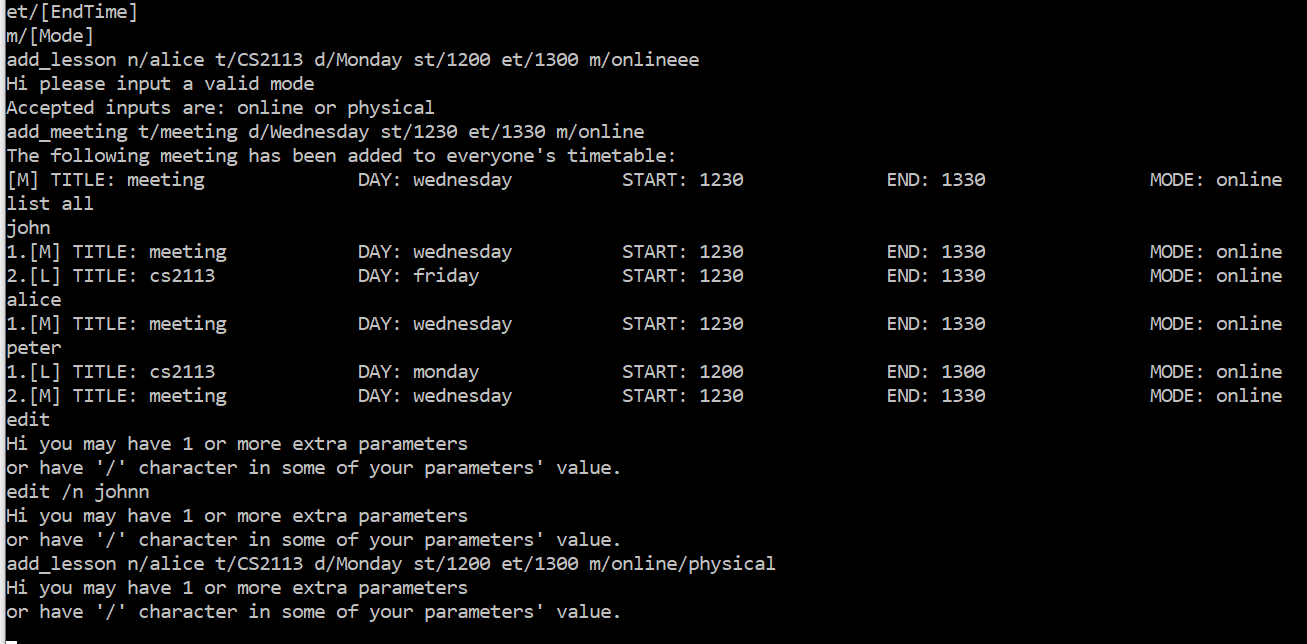 et/[EndTime]
m/[Mode]
add_lesson n/alice t/CS2113 d/Monday st/1200 et/1300 m/onlineee
Hi please input a valid mode
Accepted inputs are: online or physical
add_meeting t/meeting d/Wednesday st/1230 et/1330 m/online
The following meeting has been added to everyone's timetable:
[M] TITLE: meeting DAY: wednesday START: 1230 END: 1330 MODE: online
list all
john
1.[M] TITLE: meeting DAY: wednesday START: 1230 END: 1330 MODE: online
2.[L] TITLE: cs2113 DAY: friday START: 1230 END: 1330 MODE: online
alice
1.[M] TITLE: meeting DAY: wednesday START: 1230 END: 1330 MODE: online
peter
1.[L] TITLE: cs2113 DAY: monday START: 1200 END: 1300 MODE: online
2.[M] TITLE: meeting DAY: wednesday START: 1230 END: 1330 MODE: online
edit
Hi you may have 1 or more extra parameters
or have '/' character in some of your parameters' value.
edit /n johnn
Hi you may have 1 or more extra parameters
or have '/' character in some of your parameters' value.
add_lesson n/alice t/CS2113 d/Monday st/1200 et/1300 m/online/physical
Hi you may have 1 or more extra parameters
or have '/' character in some of your parameters' value.